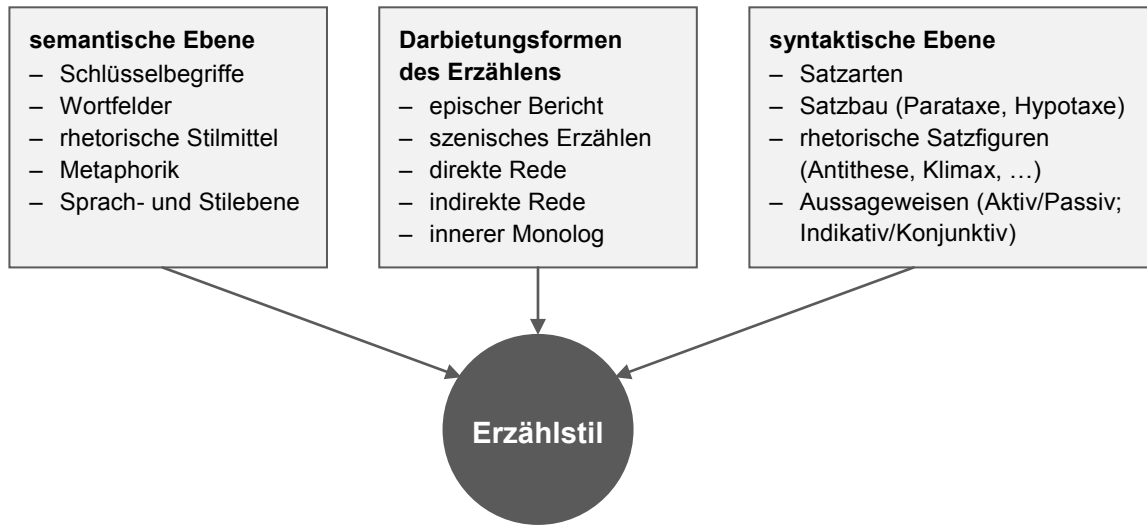 semantische Ebene
– Schlüsselbegriffe
– Wortfelder
– rhetorische Stilmittel
– Metaphorik
– Sprach- und Stilebene
Darbietungsformen
des Erzählens
– epischer Bericht
– szenisches Erzählen
– direkte Rede
– indirekte Rede
– innerer Monolog
syntaktische Ebene
– Satzarten
– Satzbau (Parataxe, Hypotaxe)
– rhetorische Satzfiguren
(Antithese, Klimax, …)
– Aussageweisen (Aktiv/Passiv;
Indikativ/Konjunktiv)
Erzählstil